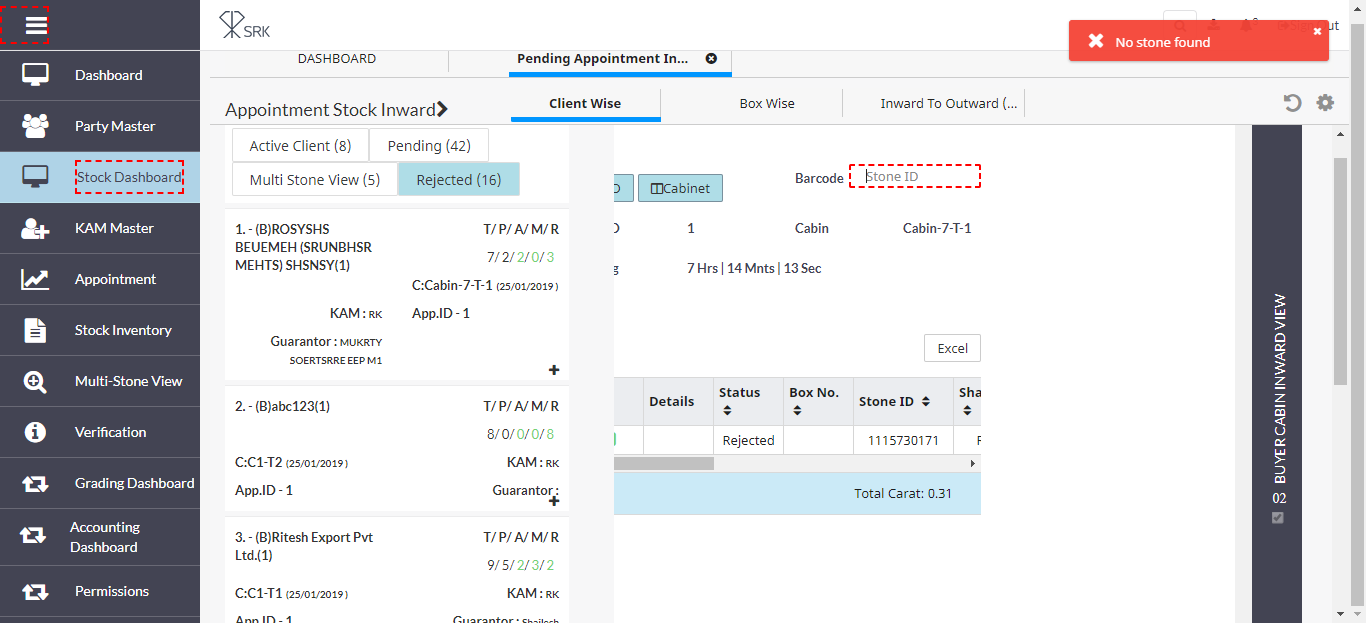 SRK
No stone found
ut
Dashboard
Party Master
Stock Dashboard
KAM Master
Appointment
Stock Inventory
Multi-Stone View
Verification
Grading Dashboard
Accounting
Dashboard
Permissions
DASHBOARD
Pending Appointment In...
Appointment Stock Inward
Client Wise
Box Wise
Inward To Outward (...
Active Client (8)
Pending (42)
Multi Stone View (5)
Rejected (16)
1. - (B)ROSYSHS
BEUEMEH (SRUNBHSR
MEHTS) SHSNSY(1)
T/ P/ A/ M/ R
7/ 2/ 2/ 0/ 3
C:Cabin-7-T-1 (25/01/2019 )
KAM : RK
App.ID - 1
Guarantor : MUKRTY
SOERTSRRE EEP M1
2. - (B)abc123(1)
T/ P/ A/ M/ R
8/ 0/ 0/ 0/ 8
C:C1-T2 (25/01/2019 )
KAM : RK
App.ID - 1
Guarantor :
3. - (B)Ritesh Export Pvt
Ltd.(1)
T/ P/ A/ M/ R
9/ 5/ 2/ 3/ 2
C:C1-T1 (25/01/2019 )
KAM : RK
App.ID - 1
Guarantor : Shailesh
Cabinet
Barcode
Stone ID
1
Cabin
Cabin-7-T-1
g
7 Hrs | 14 Mnts | 13 Sec
Excel
Details
Status
Box No.
Stone ID
Sha
Rejected
1115730171
Total Carat: 0.31
BUYER CABIN INWARD VIEW
02